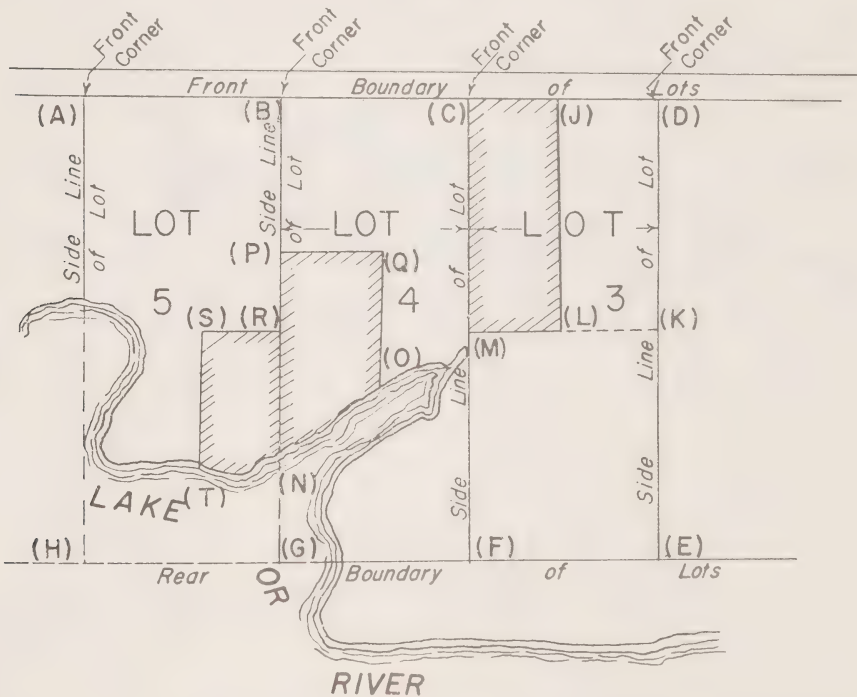 Front Corner Front Corner Front Corner Front Corner
Front Boundary of Lots
(A) (B) (C) (J) (D)
Side Line of Lot
Side Line of Lot
Side Line of Lot
Side Line of Lot
LOT LOT LOT
(P) (Q)
5 4 3
(S) (R) (L) (K)
(O) (M)
(T) (N)
LAKE OR RIVER
(H) (G) (F) (E)
Rear Boundary of Lots